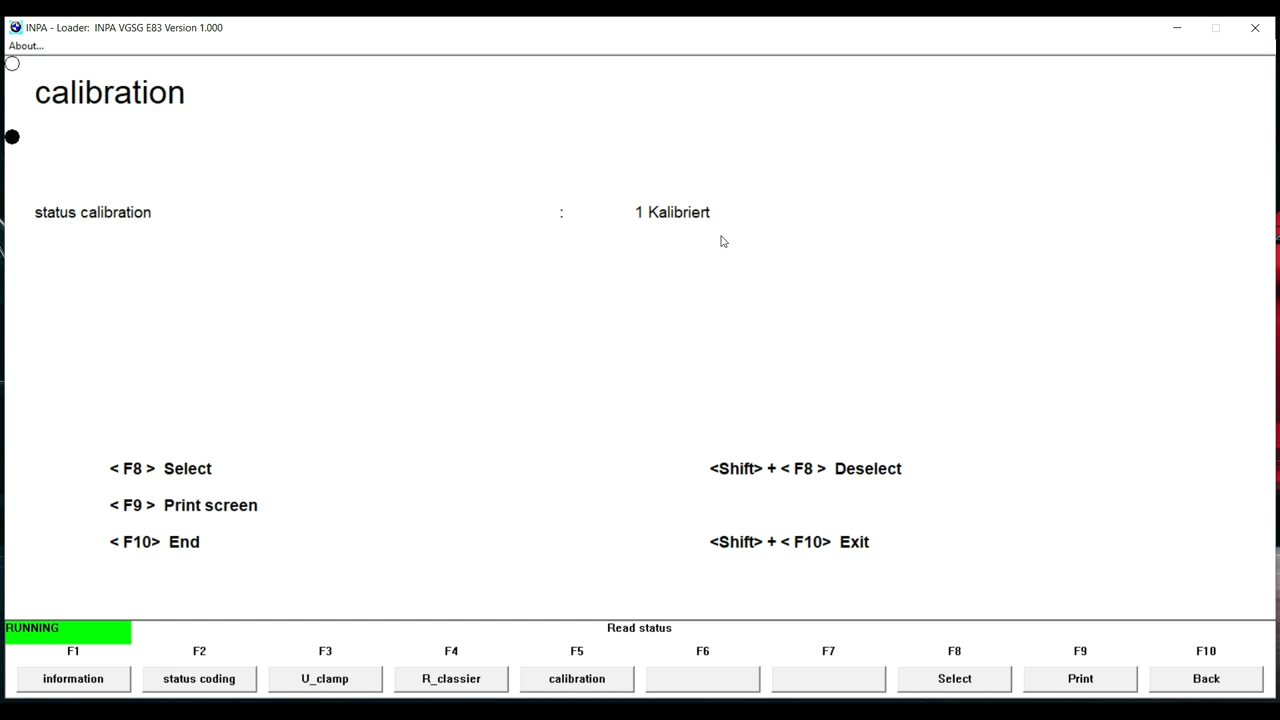 INPA - Loader: INPA VGSG E83 Version 1.000
About...
calibration
status calibration : 1 Kalibriert
< F8 > Select <Shift> + < F8 > Deselect
< F9 > Print screen
< F10> End <Shift> + < F10> Exit
RUNNING Read status
F1 F2 F3 F4 F5 F6 F7 F8 F9 F10
information status coding U_clamp R_classier calibration Select Print Back